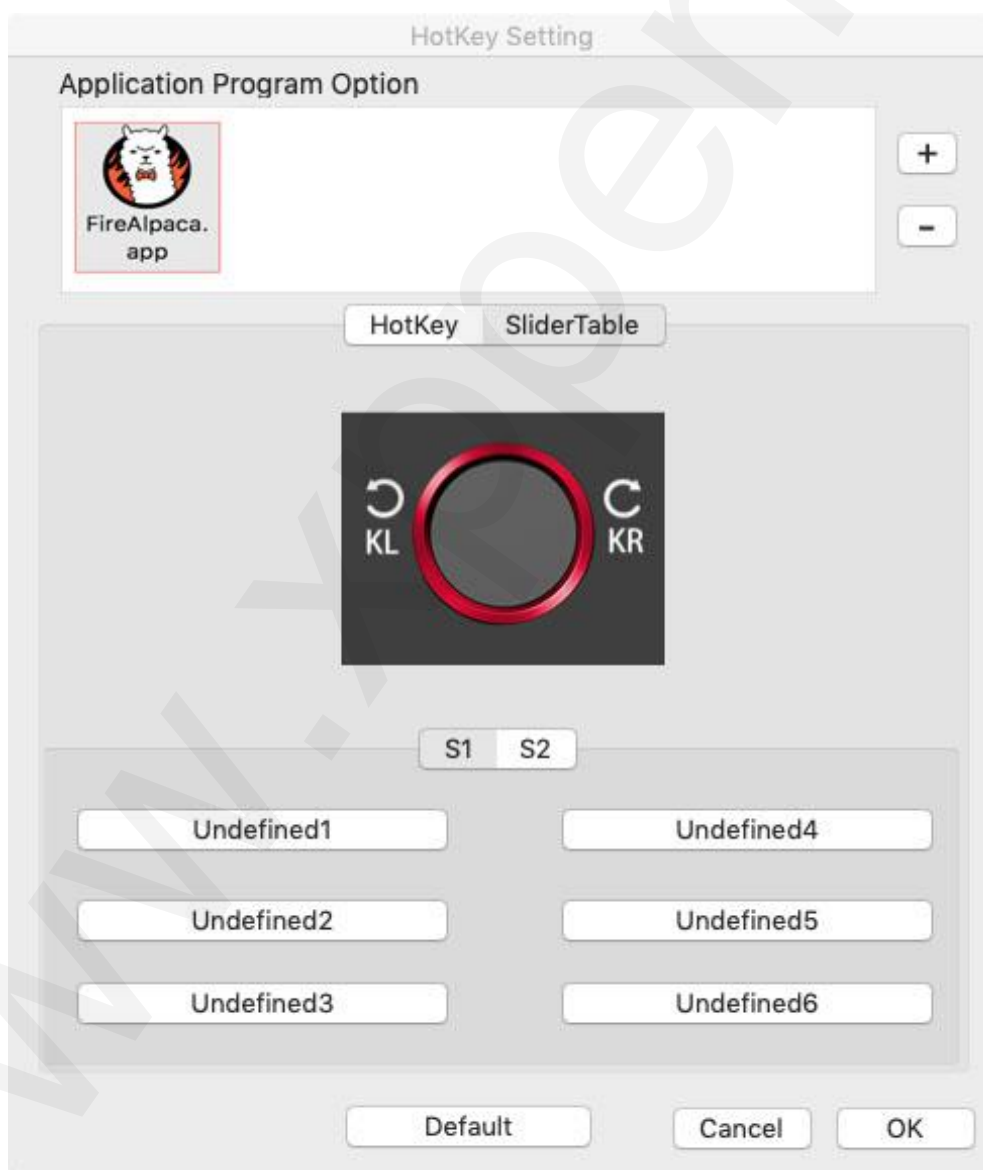 HotKey Setting
Application Program Option
+
FireAlpaca.
app
-
HotKey SliderTable
KL KR
S1 S2
Undefined1 Undefined4
Undefined2 Undefined5
Undefined3 Undefined6
Default Cancel OK